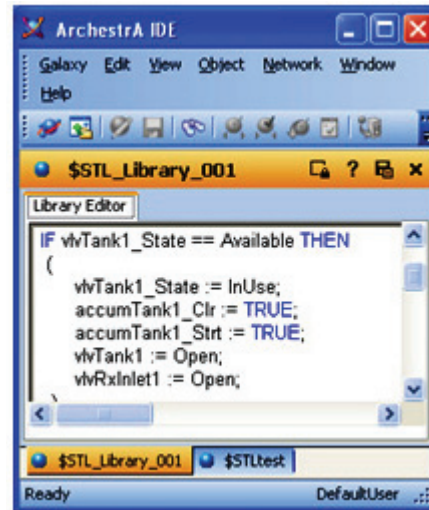 ArchestrA IDE
Galaxy Edit View Object Network Window
Help
$STL_Library_001
Library Editor
IF vlvTank1_State == Available THEN
(
vlvTank1_State := InUse;
accumTank1_Clr := TRUE;
accumTank1_Strt := TRUE;
vlvTank1 := Open;
vlvRxInlet1 := Open;
)
$STL_Library_001 $STLtest
Ready DefaultUser